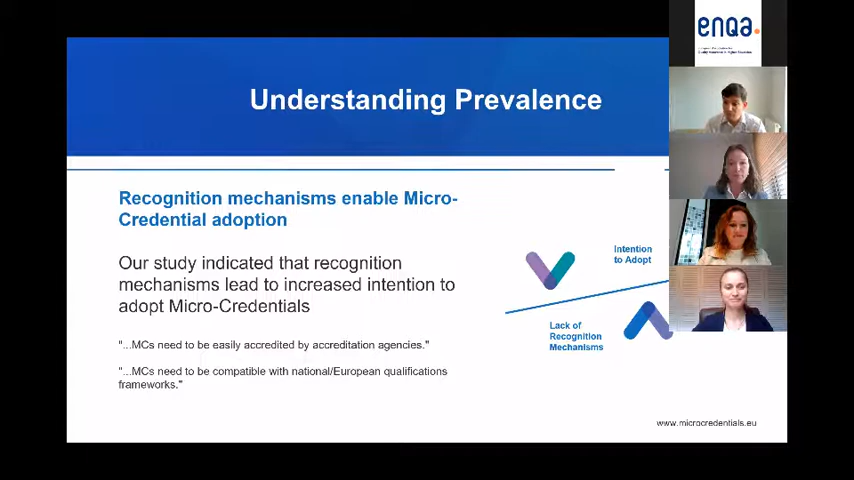 enqa.
Understanding Prevalence
Recognition mechanisms enable Micro-
Credential adoption
Our study indicated that recognition
mechanisms lead to increased intention to
adopt Micro-Credentials
"...MCs need to be easily accredited by accreditation agencies."
"...MCs need to be compatible with national/European qualifications
frameworks."
Intention
to Adopt
Lack of
Recognition
Mechanisms
www.microcredentials.eu